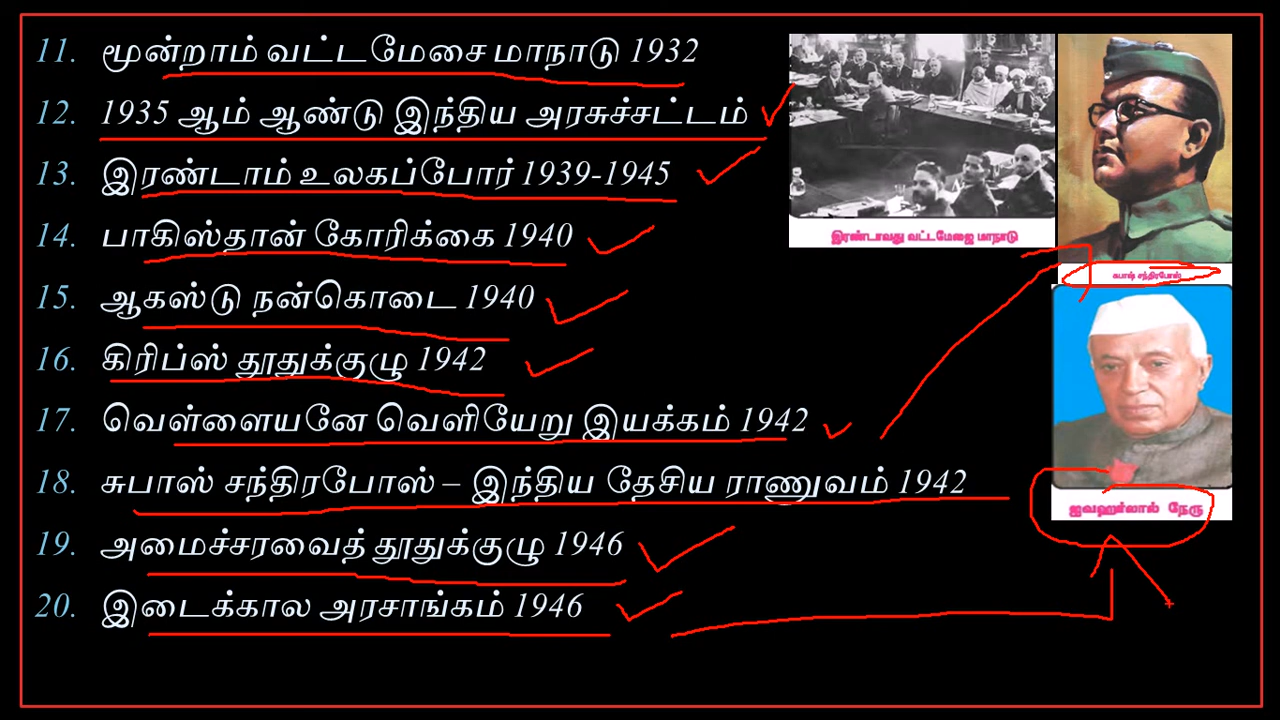 11. மூன்றாம் வட்டமேசை மாநாடு 1932
12. 1935 ஆம் ஆண்டு இந்திய அரசுச்சட்டம்
13. இரண்டாம் உலகப்போர் 1939-1945
14. பாகிஸ்தான் கோரிக்கை 1940
15. ஆகஸ்டு நன்கொடை 1940
16. கிரிப்ஸ் தூதுக்குழு 1942
17. வெள்ளையனே வெளியேறு இயக்கம் 1942
18. சுபாஸ் சந்திரபோஸ் – இந்திய தேசிய ராணுவம் 1942
19. அமைச்சரவைத் தூதுக்குழு 1946
20. இடைக்கால அரசாங்கம் 1946
இரண்டாவது வட்டமேஜை மாநாடு
சுபாஷ் சந்திரபோஸ்
ஜவஹர்லால் நேரு